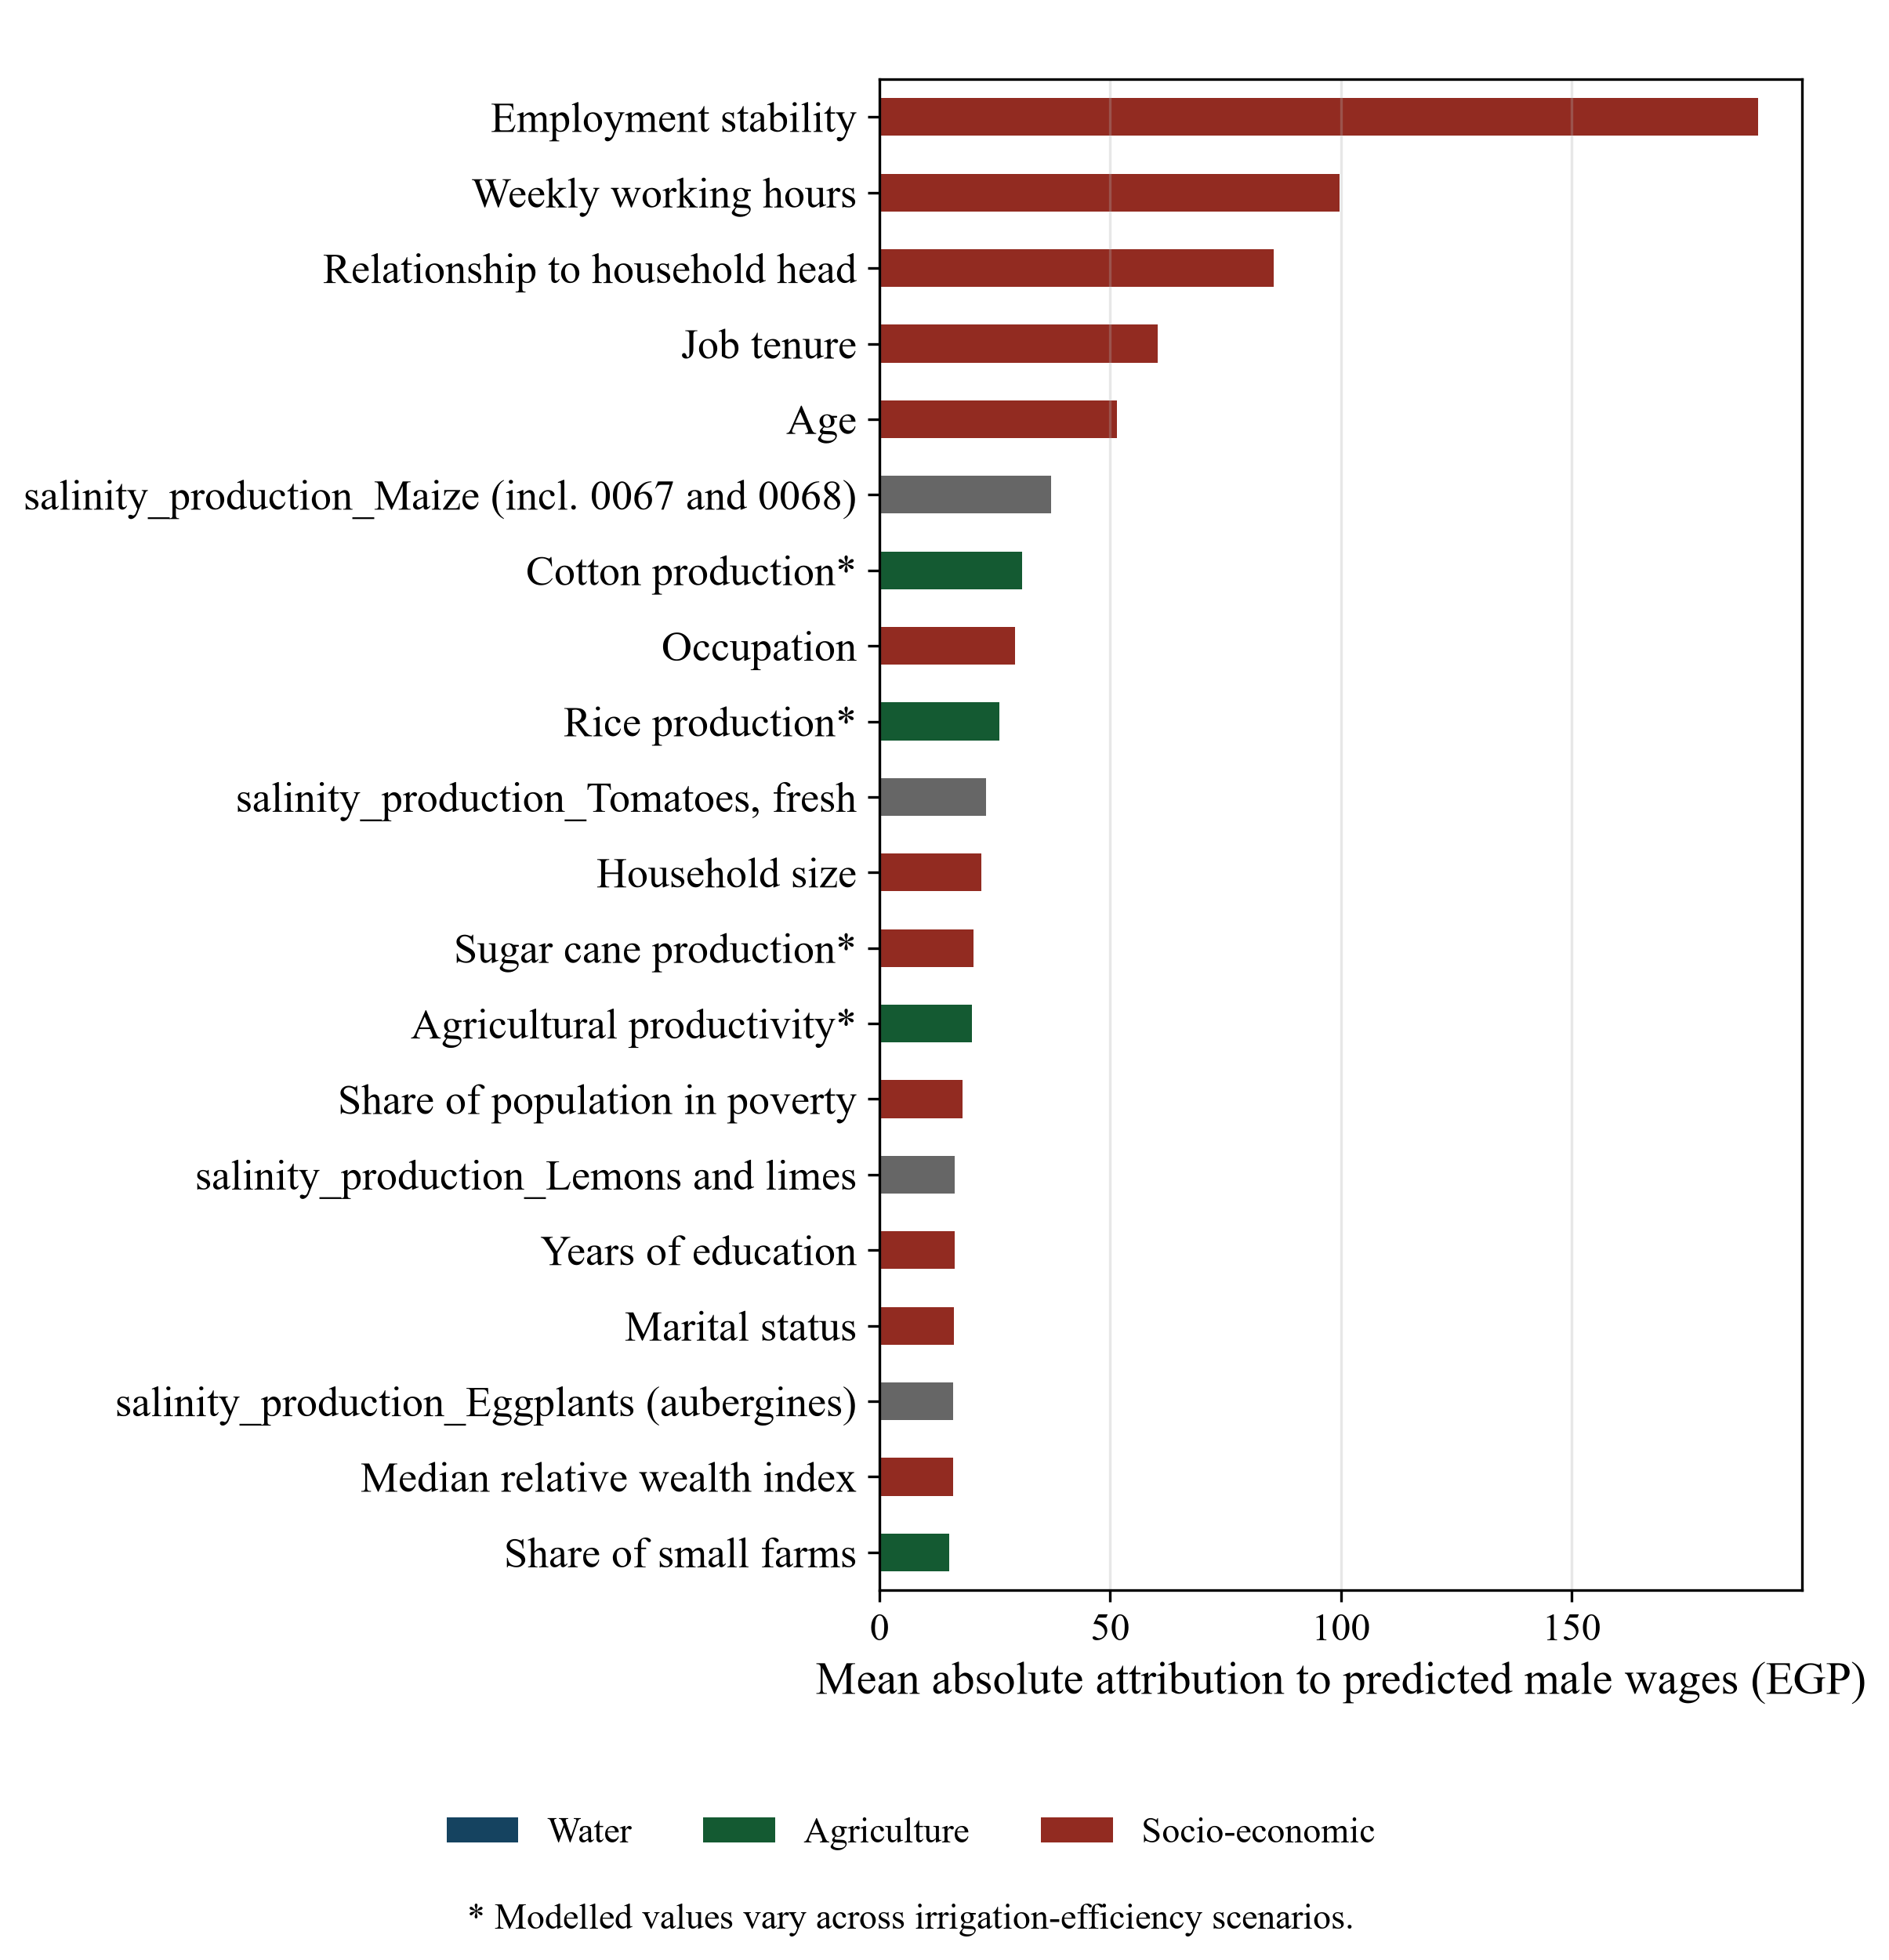 Employment stability
Weekly working hours
Relationship to household head
Job tenure
Age
salinity_production_Maize (incl. 0067 and 0068)
Cotton production*
Occupation
Rice production*
salinity_production_Tomatoes, fresh
Household size
Sugar cane production*
Agricultural productivity*
Share of population in poverty
salinity_production_Lemons and limes
Years of education
Marital status
salinity_production_Eggplants (aubergines)
Median relative wealth index
Share of small farms
0 50 100 150
Mean absolute attribution to predicted male wages (EGP)
Water Agriculture Socio-economic
* Modelled values vary across irrigation-efficiency scenarios.